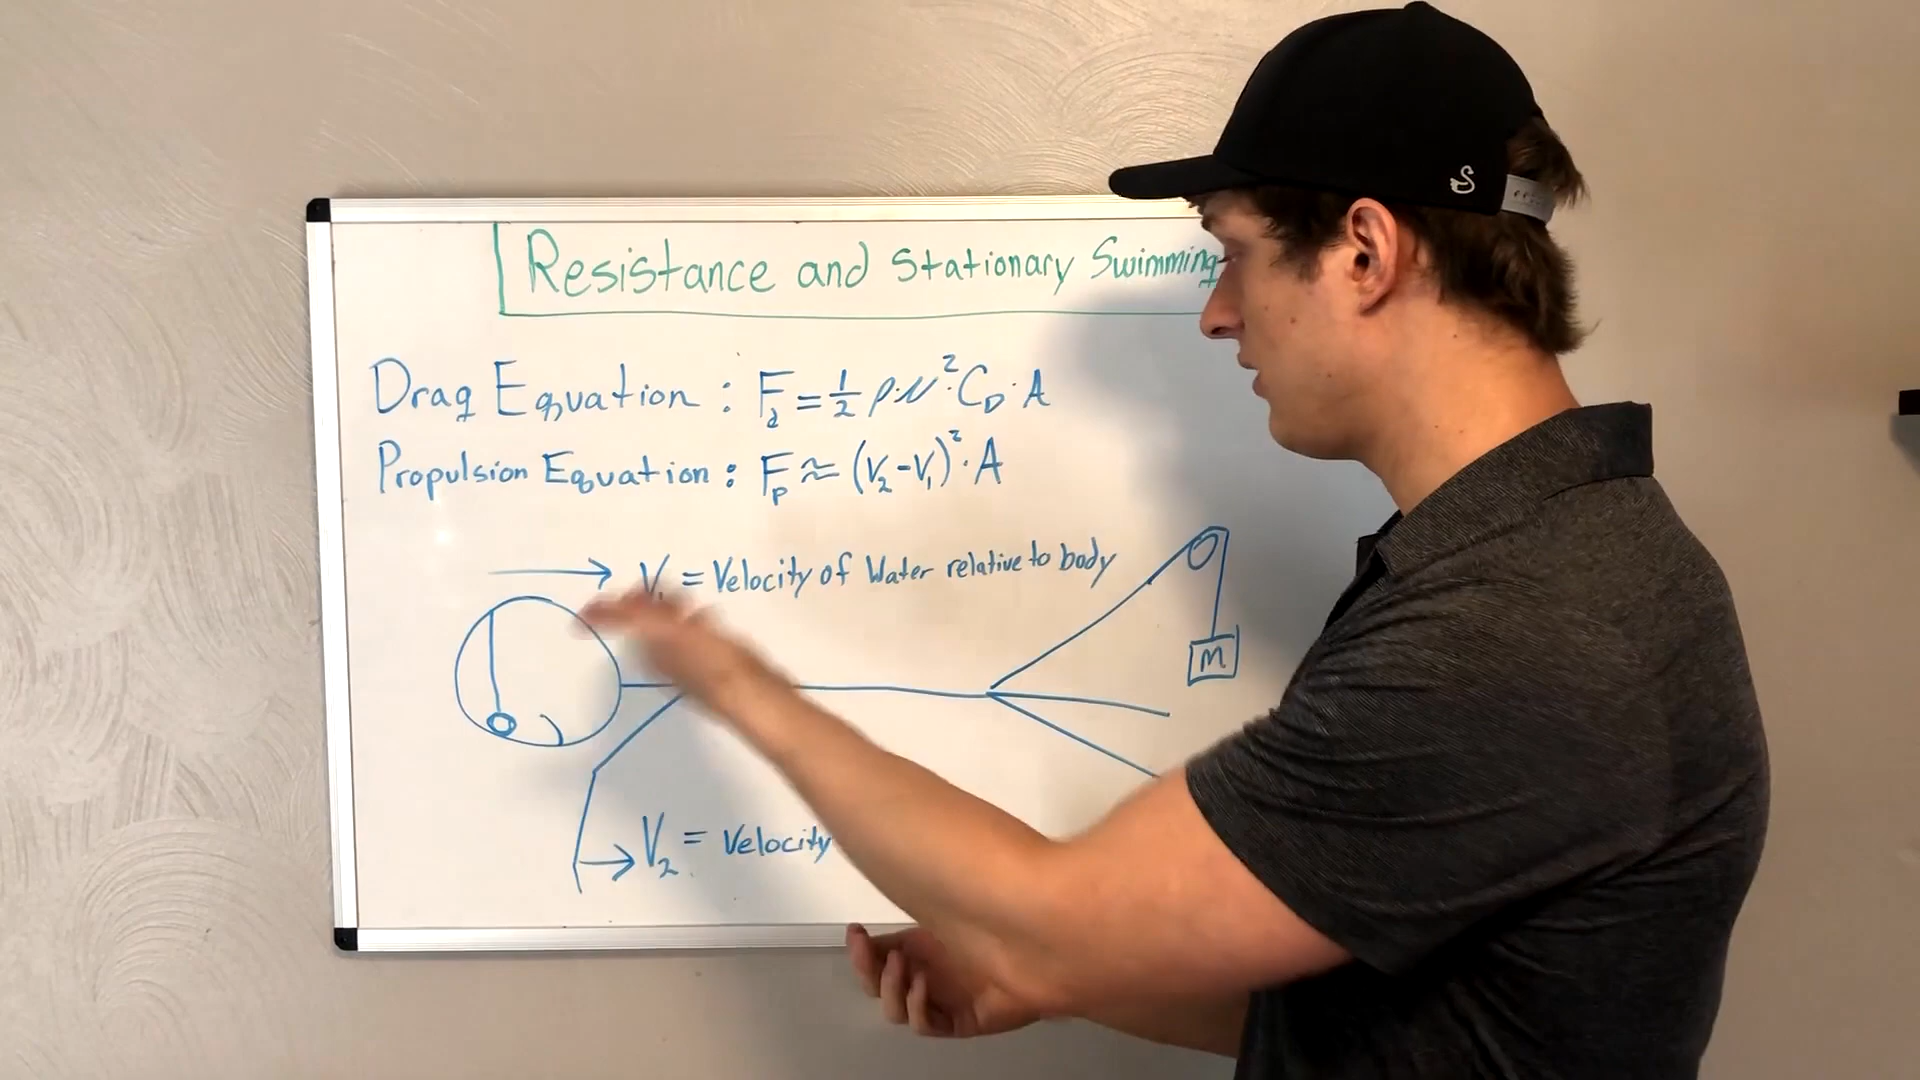 Resistance and Stationary Swimming
Drag Equation : F_d = 1/2 ρ·v²·C_D·A
Propulsion Equation : F_p ≈ (V₂-V₁)²·A
V₁ = Velocity of Water relative to body
M
V₂ = Velocity